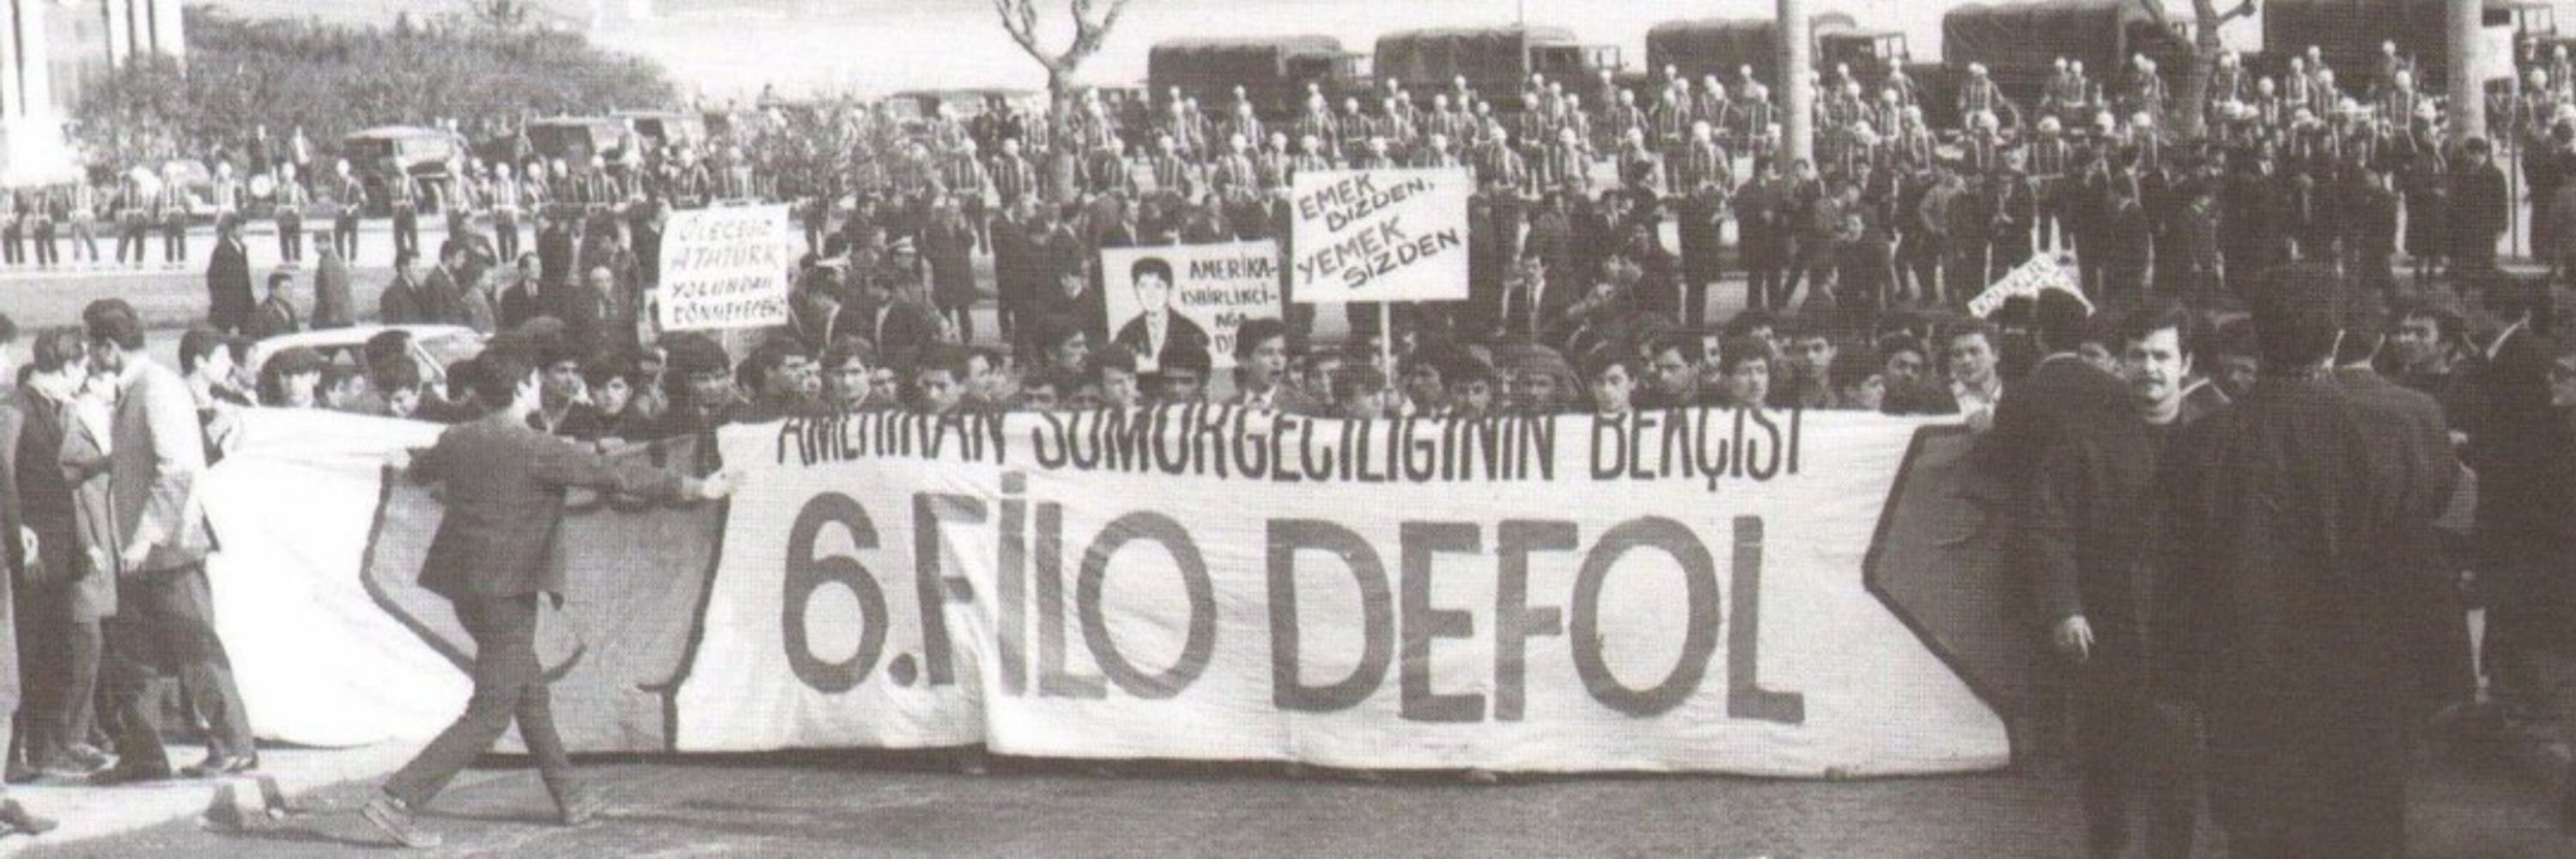 ÖLECEĞİZ
ATATÜRK
YOLUNDAN
DÖNMEYECEĞİZ
AMERİKA-
İŞBİRLİKÇİ-
AĞA
EMEK
BİZDEN,
YEMEK
SİZDEN
AMERİKAN SÖMÜRGECİLİĞİNİN BEKÇİSİ
6.FİLO DEFOL